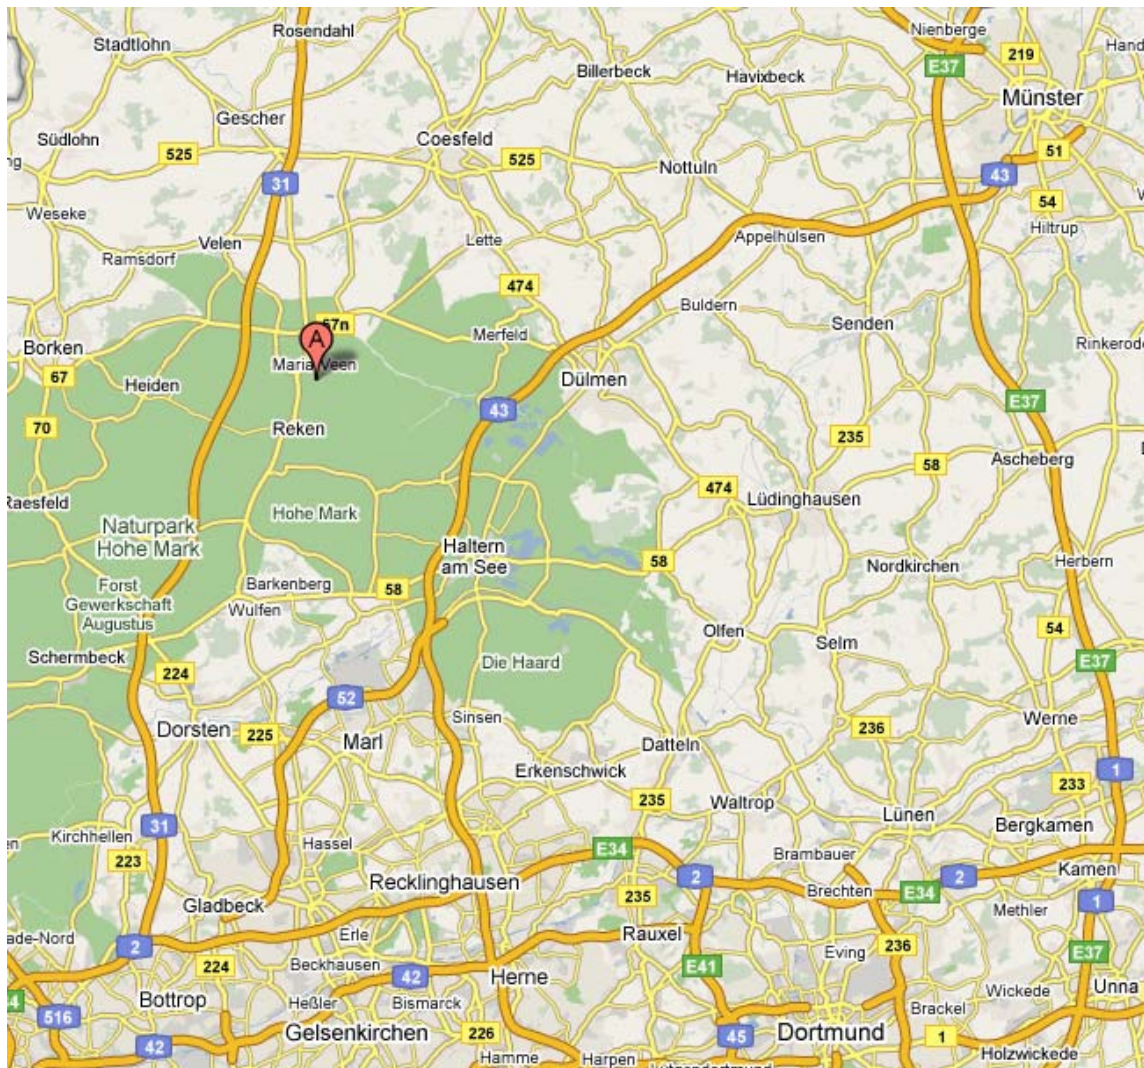 Rosendahl
Nienberge
Stadtlohn
219
E37
Billerbeck
Havixbeck
Münster
Gescher
Südlohn
Coesfeld
525
525
51
Nottuln
31
43
Weseke
54
Velen
Appelhülsen
Hiltrup
Ramsdorf
Lette
474
Buldern
Senden
A
Merfeld
Borken
Maria Veen
67
Heiden
Dülmen
E37
43
70
Reken
235
58
Ascheberg
474
Lüdinghausen
Raesfeld
Hohe Mark
Naturpark
Hohe Mark
Haltern
am See
58
Nordkirchen
Herbern
Forst
Gewerkschaft
Augustus
Barkenberg
58
Wulfen
Olfen
54
Selm
Schermbeck
Die Haard
224
E37
52
Sinsen
Werne
Dorsten
225
236
Marl
Datteln
Erkenschwick
1
233
235
Waltrop
Lünen
31
Bergkamen
Kirchhellen
Hassel
E34
223
Brambauer
Kamen
Recklinghausen
2
2
Brechten
E34
235
Gladbeck
1
Methler
Erle
Rauxel
2
236
Eving
E37
224
Beckhausen
42
Herne
E41
Wickede
Unna
Bottrop
Heßler
Bismarck
Brackel
516
Gelsenkirchen
226
45
Dortmund
1
42
Hamme
Harpen
Holzwickede